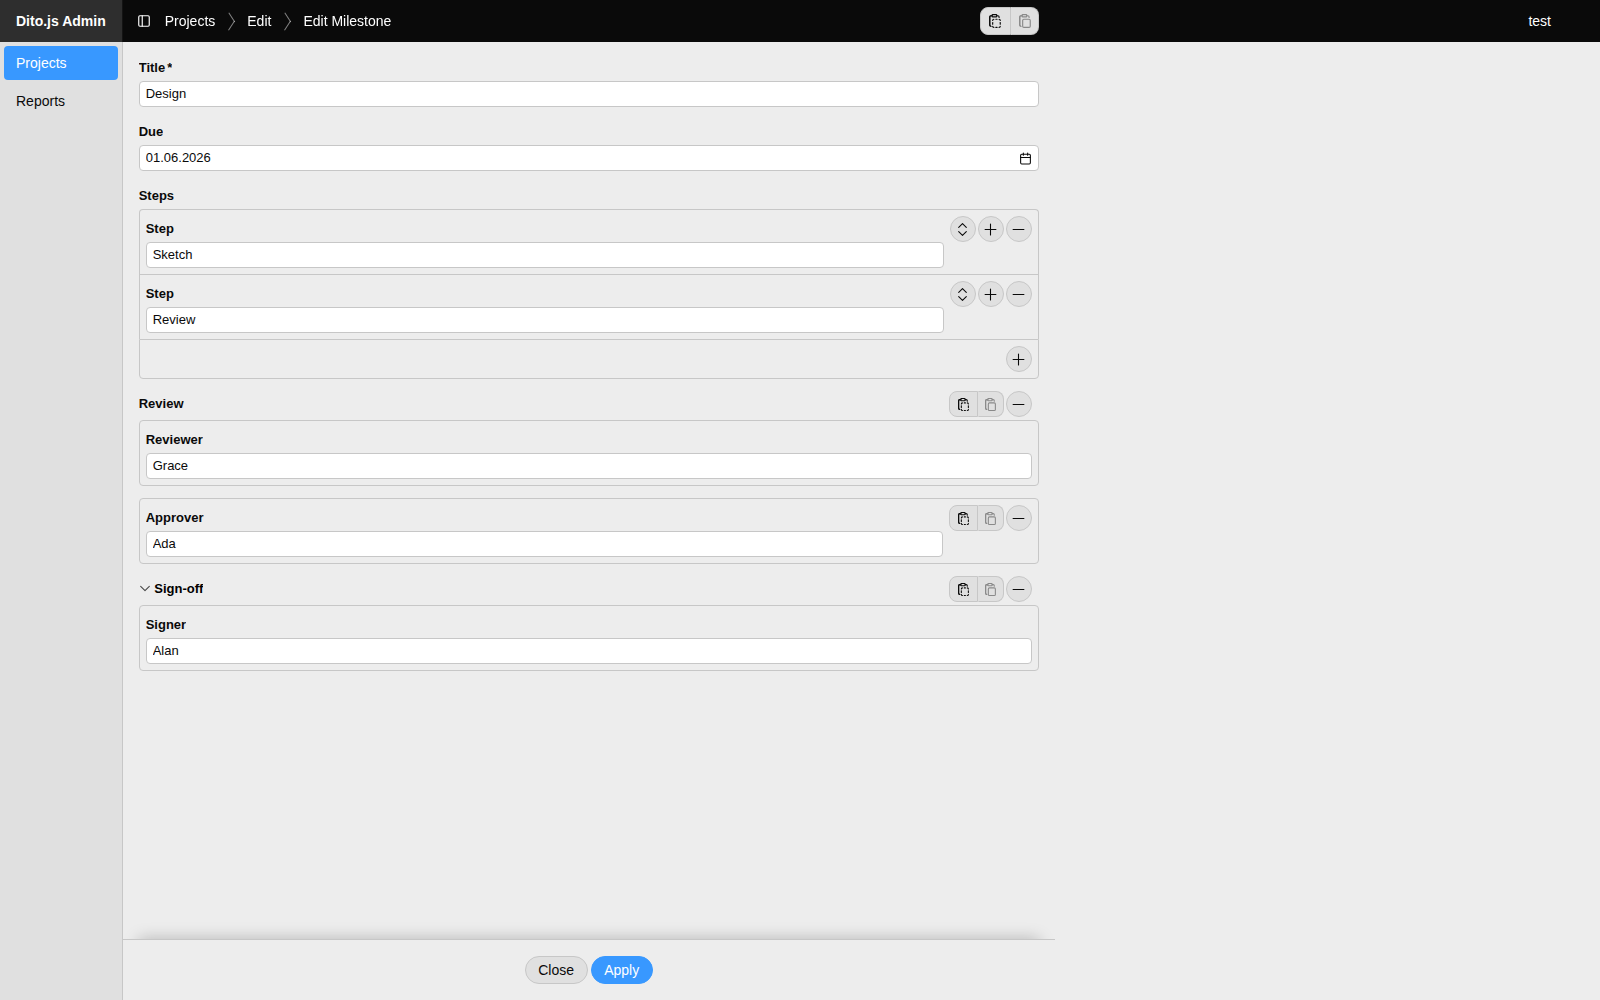 Dito.js Admin
Projects
Edit
Edit Milestone
test
Projects
Reports
Title *
Design
Due
01.06.2026
Steps
Step
Sketch
Step
Review
Review
Reviewer
Grace
Approver
Ada
Sign-off
Signer
Alan
Close
Apply